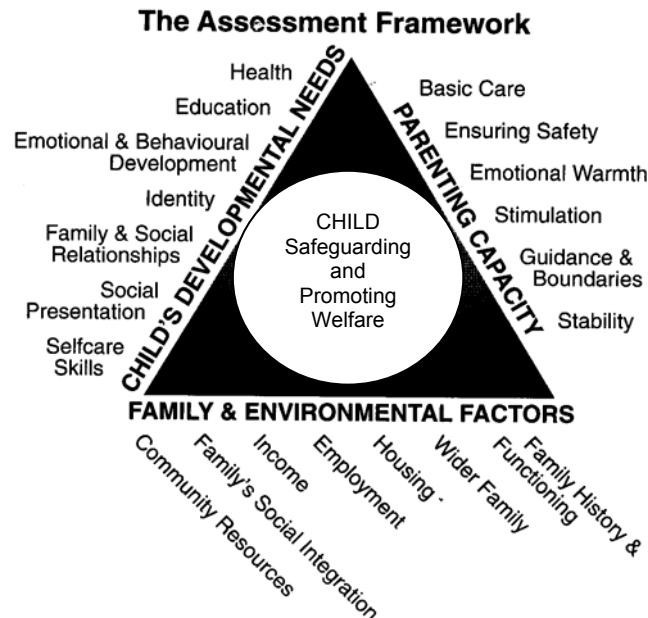 The Assessment Framework
Health
Education
Emotional & Behavioural
Development
Identity
Family & Social
Relationships
Social
Presentation
Selfcare
Skills
CHILD'S DEVELOPMENTAL NEEDS
CHILD
Safeguarding
and
Promoting
Welfare
PARENTING CAPACITY
Basic Care
Ensuring Safety
Emotional Warmth
Stimulation
Guidance &
Boundaries
Stability
FAMILY & ENVIRONMENTAL FACTORS
Community Resources
Family's Social Integration
Income
Employment
Housing
Wider Family
Family History &
Functioning